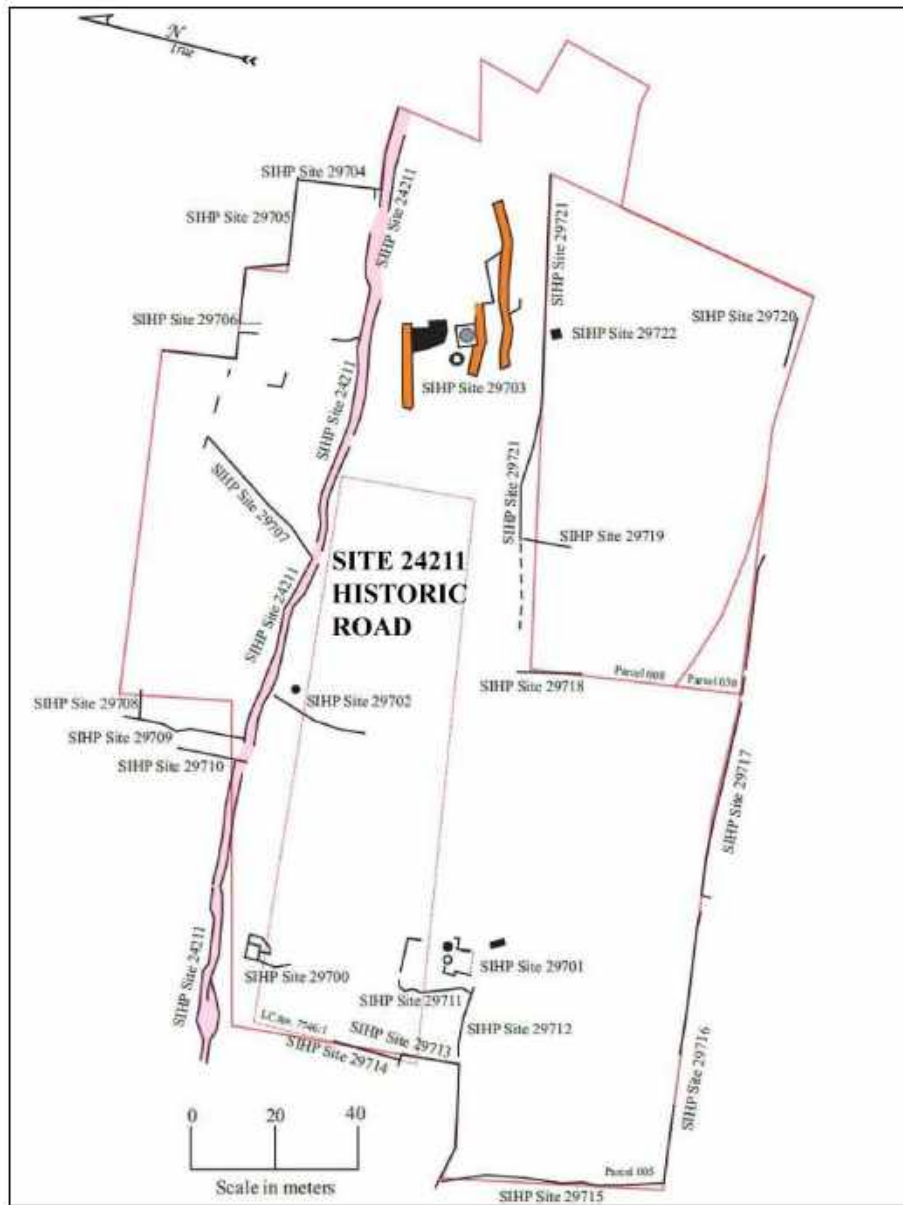 N
True
SIHP Site 29704
SIHP Site 24211
SIHP Site 29705
SIHP Site 29721
SIHP Site 29706
SIHP Site 29720
SIHP Site 29722
SIHP Site 29703
SIHP Site 24211
SIHP Site 29707
SIHP Site 29721
SIHP Site 29719
SITE 24211
HISTORIC
ROAD
SIHP Site 24211
Parcel 008
Parcel 030
SIHP Site 29718
SIHP Site 29702
SIHP Site 29708
SIHP Site 29709
SIHP Site 29710
SIHP Site 29717
SIHP Site 24211
SIHP Site 29700
SIHP Site 29701
SIHP Site 29711
SIHP Site 29712
SIHP Site 29713
SIHP Site 29714
SIHP Site 29716
0 20 40
Scale in meters
Parcel 005
SIHP Site 29715